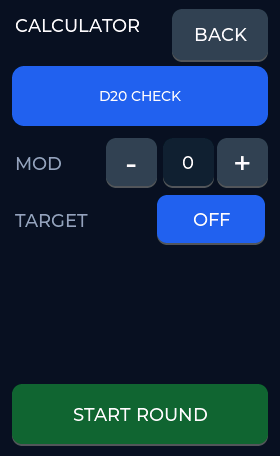 CALCULATOR
BACK
D20 CHECK
MOD - 0 +
TARGET OFF
START ROUND